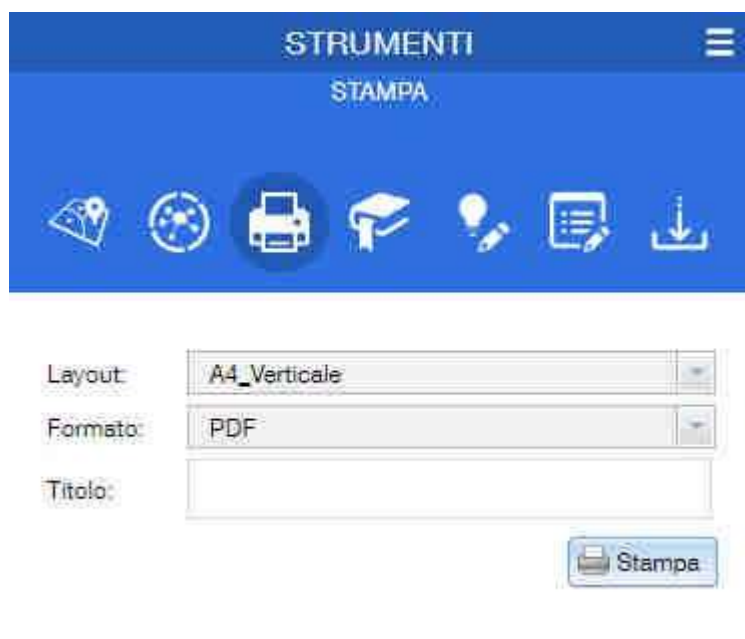 STRUMENTI
STAMPA
Layout: A4_Verticale
Formato: PDF
Titolo:
Stampa